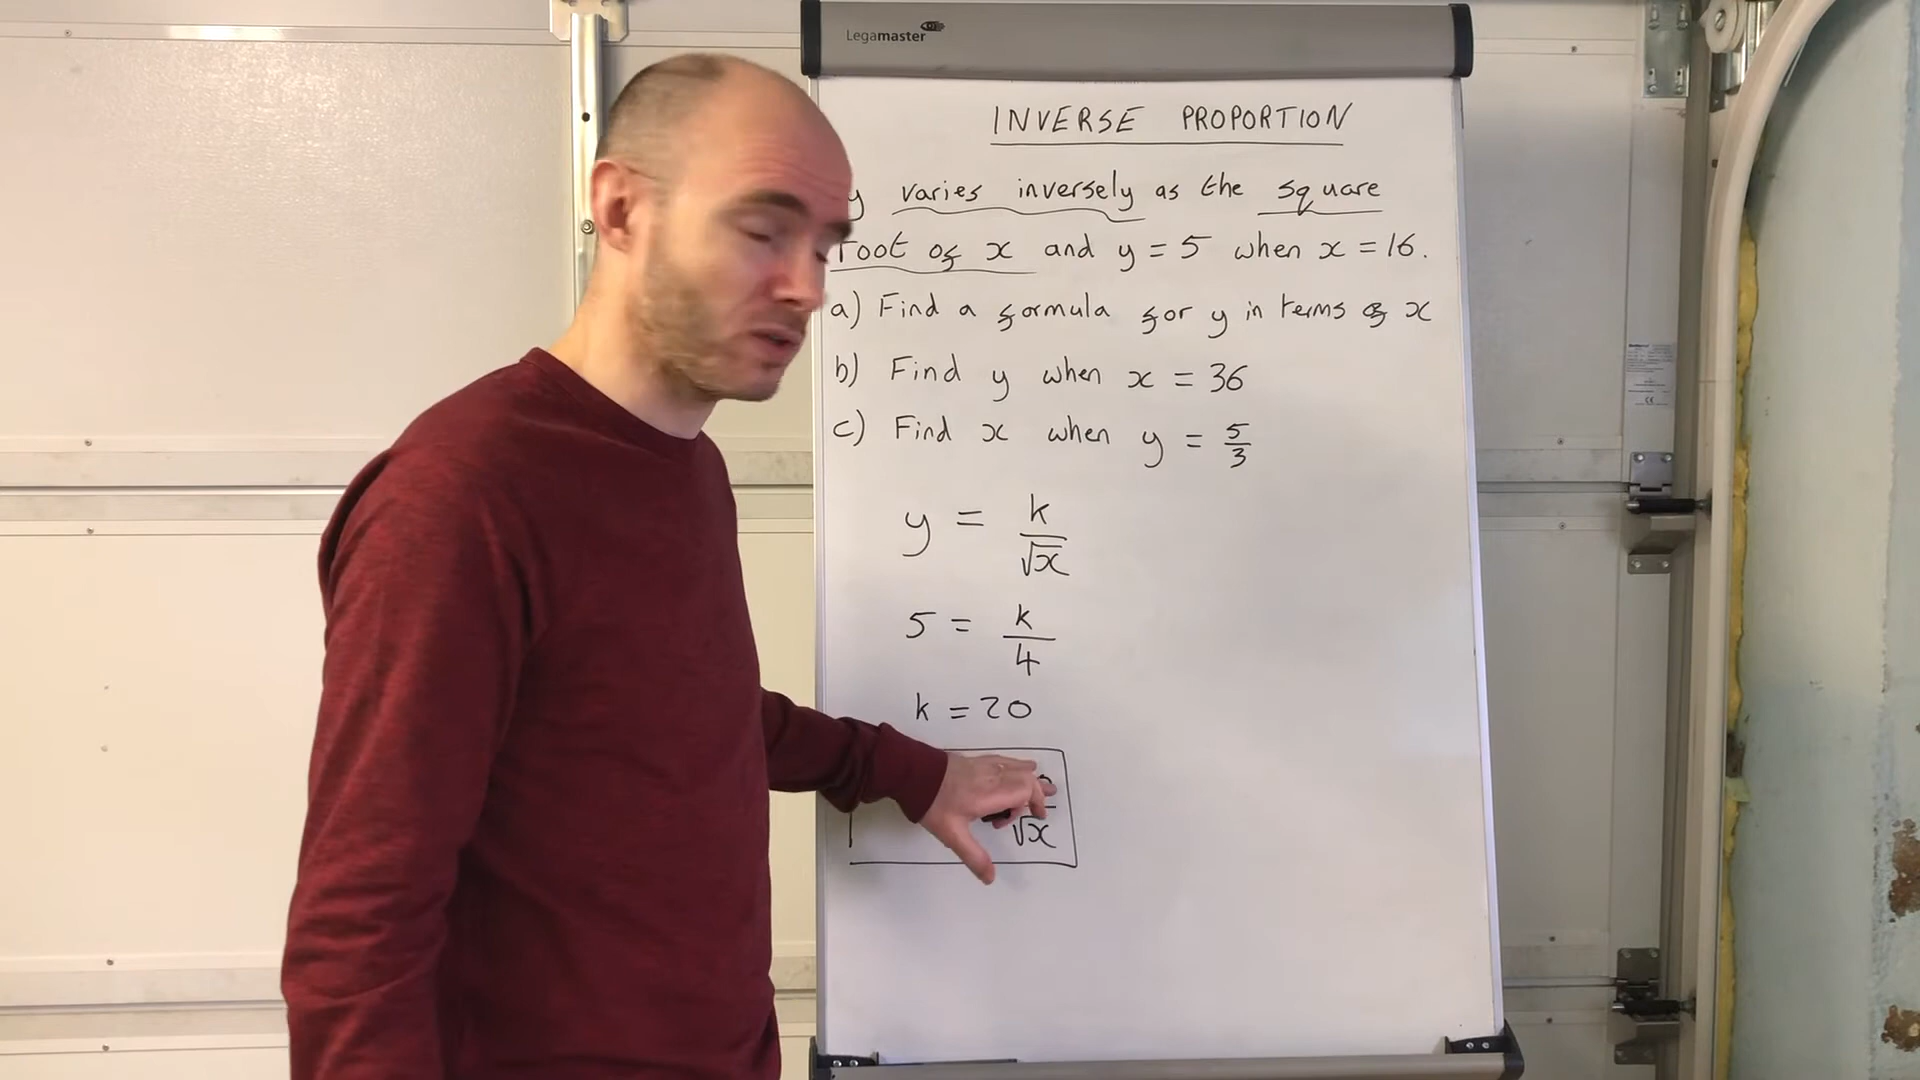 Legamaster
INVERSE PROPORTION
y varies inversely as the square
root of x and y = 5 when x = 16.
a) Find a formula for y in terms of x
b) Find y when x = 36
c) Find x when y = 5/3
y = k/√x
5 = k/4
k = 20
√x